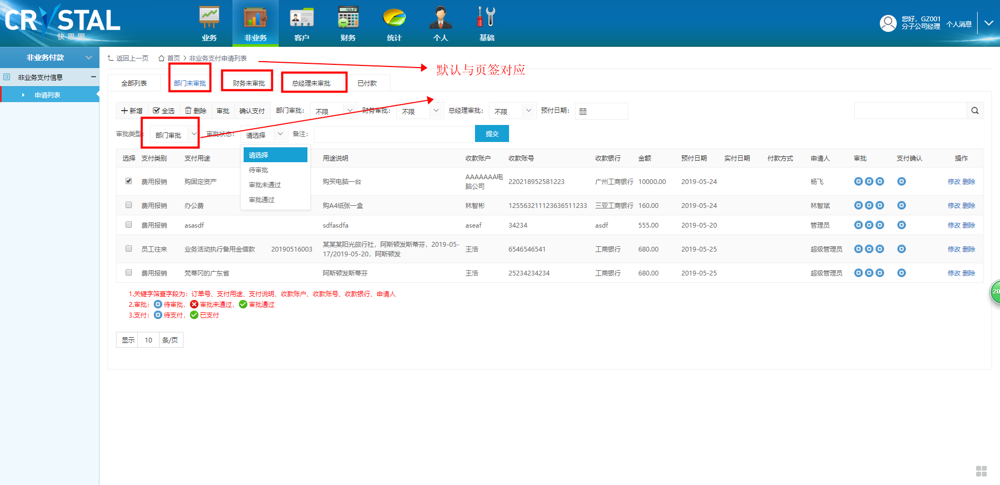 CRYSTAL
快思图
业务
非业务
客户
财务
统计
个人
基础
您好，GZ001
分子公司经理
个人消息
非业务付款
非业务支付信息
申请列表
返回上一页 首页 > 非业务支付申请列表
默认与页签对应
全部列表 部门未审批 财务未审批 总经理未审批 已付款
新增 全选 删除 审批 确认支付 部门审批： 不限 财务审批： 不限 总经理审批： 不限 预付日期：
审批类型： 部门审批 审批状态： 请选择 备注： 提交
请选择
待审批
审批未通过
审批通过
选择 支付类别 支付用途 用途说明 收款账户 收款账号 收款银行 金额 预付日期 实付日期 付款方式 申请人 审批 支付确认 操作
费用报销 购固定资产 购买电脑一台 AAAAAAA电脑公司 220218952581223 广州工商银行 10000.00 2019-05-24 杨飞 修改 删除
费用报销 办公费 购A4纸张一盒 林智彬 125563211123636511233 三亚工商银行 160.00 2019-05-24 林智斌 修改 删除
费用报销 asasdf sdfasdfa aseaf 34234 asdf 555.00 2019-05-20 管理员 修改 删除
员工往来 业务活动执行备用金借款 20190516003 某某某阳光旅行社，阿斯顿发斯蒂芬，2019-05-17/2019-05-20，阿斯顿发 王浩 6546546541 工商银行 680.00 2019-05-25 超级管理员 修改 删除
费用报销 梵蒂冈的广东省 阿斯顿发斯蒂芬 王浩 25234234234 工商银行 680.00 2019-05-25 超级管理员 修改 删除
1.关键字筛查字段为：订单号、支付用途、支付说明、收款账户、收款账号、收款银行、申请人
2.审批： 待审批， 审批未通过， 审批通过
3.支付： 待支付， 已支付
显示 10 条/页